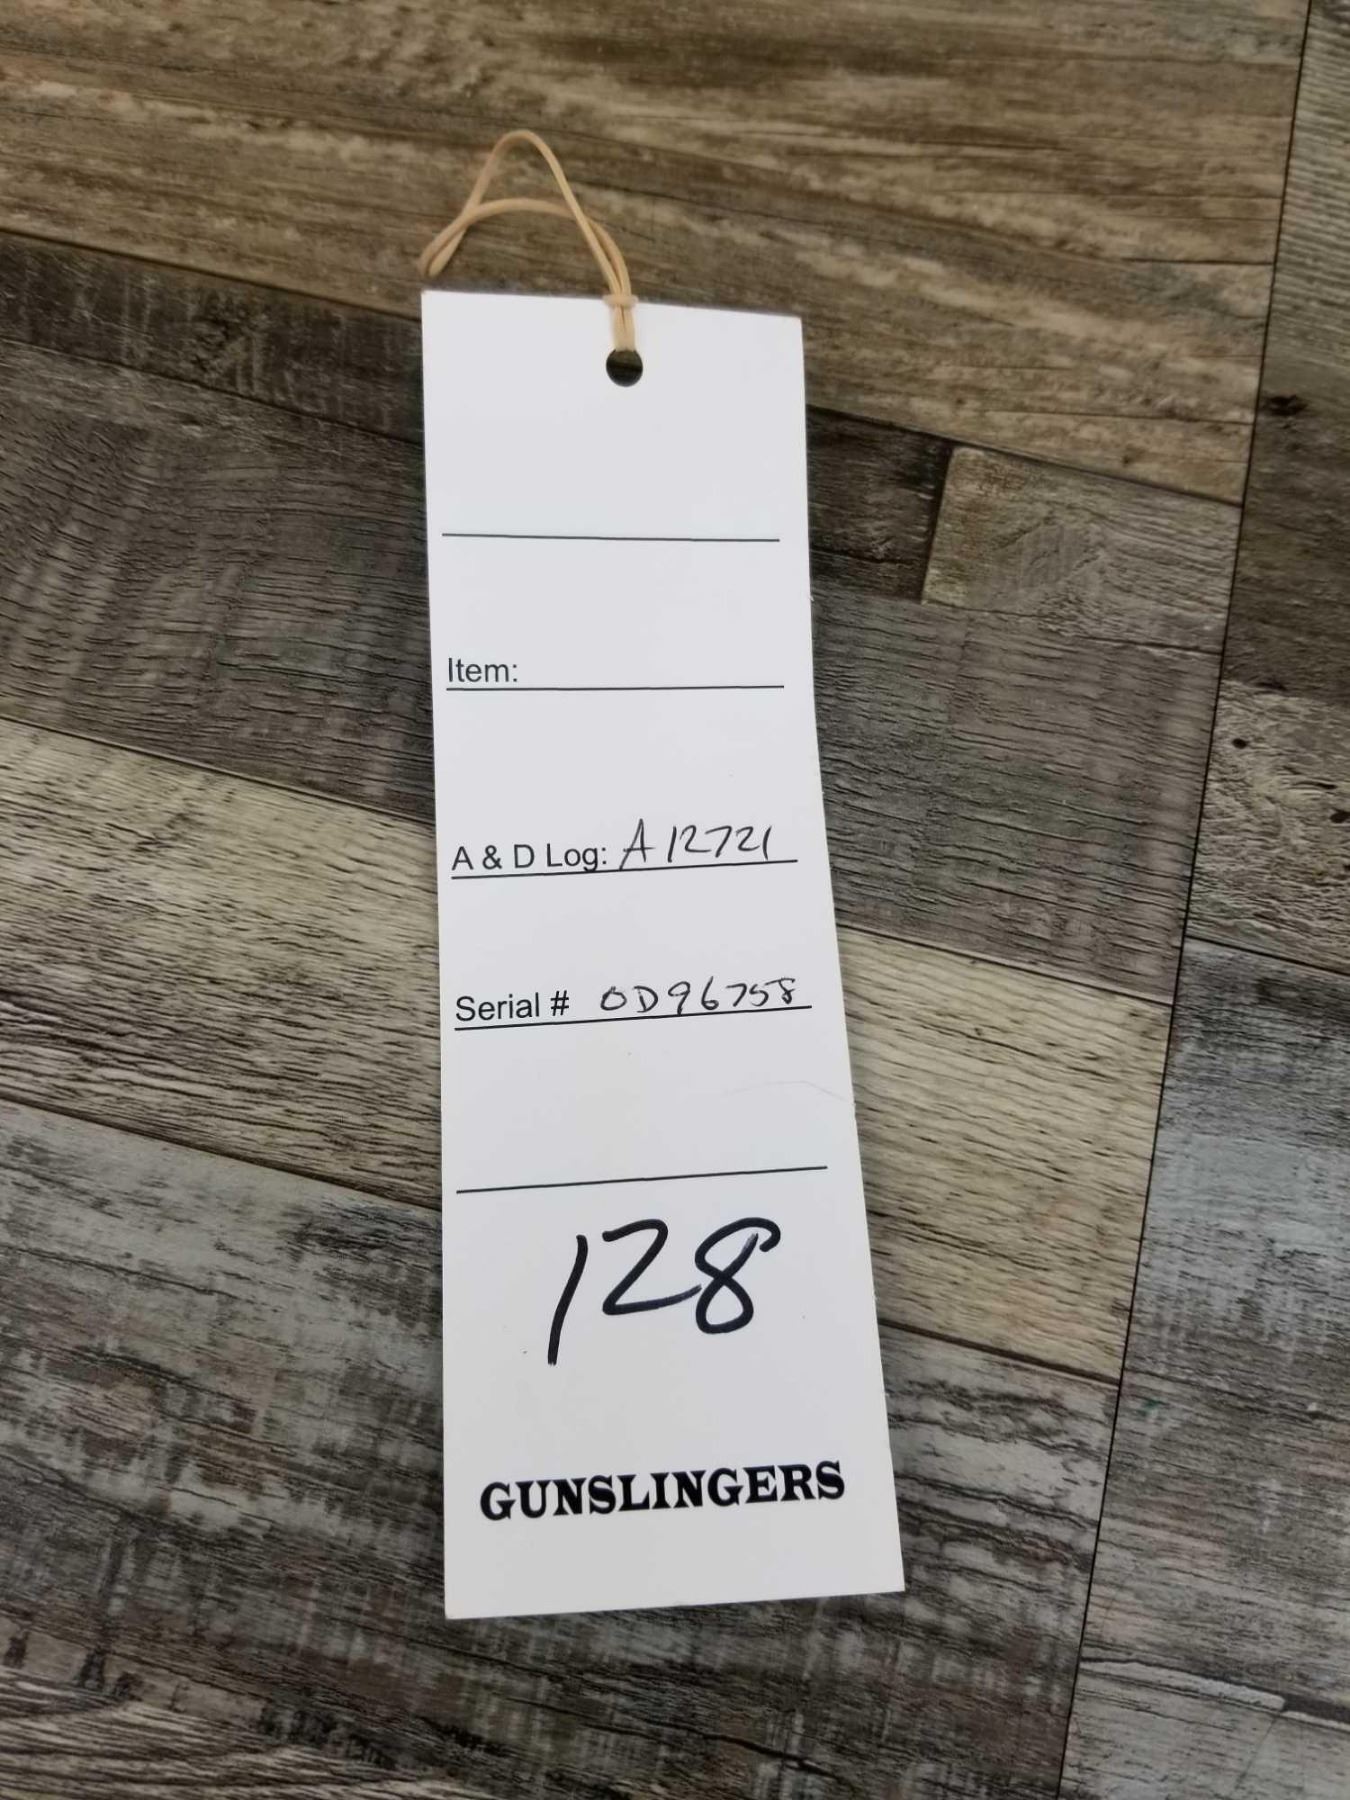 Item:
A & D Log: A12721
Serial # OD96758
128
GUNSLINGERS